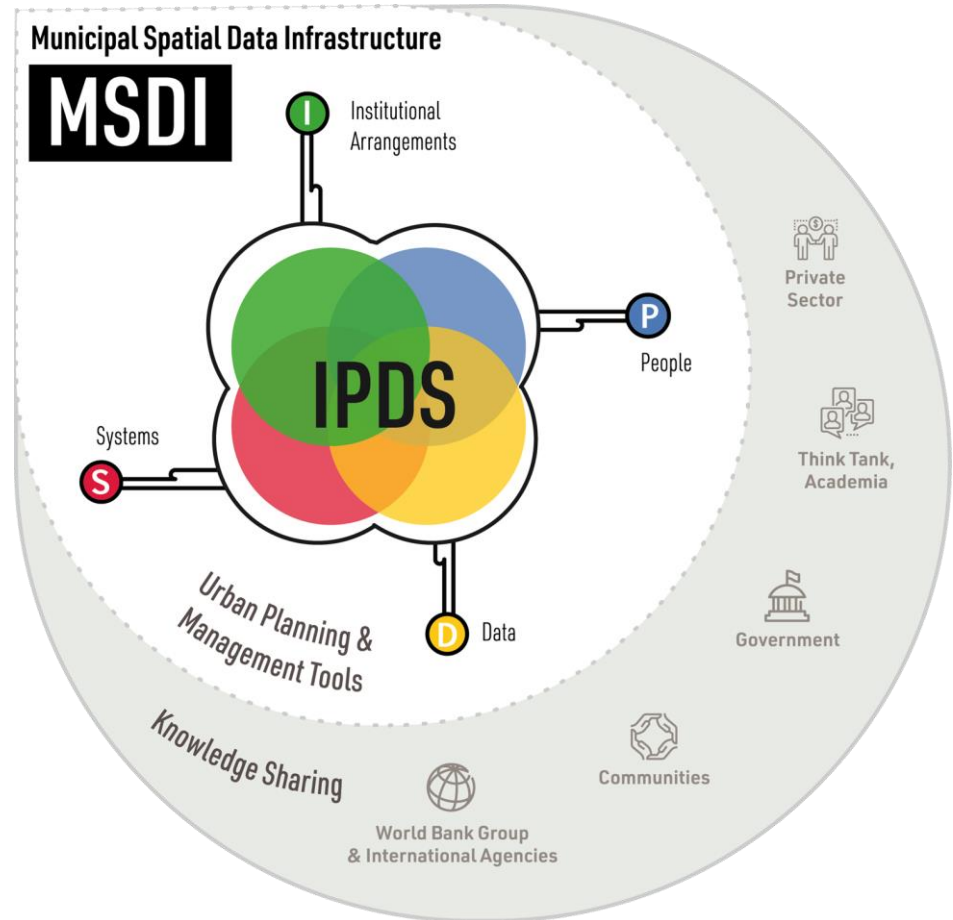 Municipal Spatial Data Infrastructure
MSDI
I
Institutional
Arrangements
P
People
IPDS
Systems
S
D
Data
Urban Planning &
Management Tools
Knowledge Sharing
$
Private
Sector
Think Tank,
Academia
Government
Communities
World Bank Group
& International Agencies